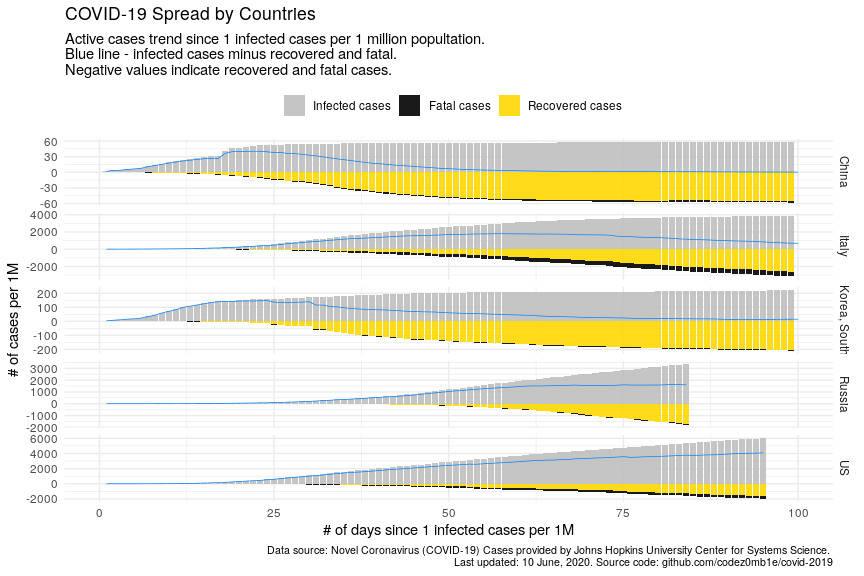 COVID-19 Spread by Countries
Active cases trend since 1 infected cases per 1 million popultation.
Blue line - infected cases minus recovered and fatal.
Negative values indicate recovered and fatal cases.
Infected cases Fatal cases Recovered cases
# of cases per 1M
60
30
0
-30
-60
China
4000
2000
0
-2000
Italy
200
100
0
-100
-200
Korea, South
3000
2000
1000
0
-1000
-2000
Russia
6000
4000
2000
0
-2000
US
0 25 50 75 100
# of days since 1 infected cases per 1M
Data source: Novel Coronavirus (COVID-19) Cases provided by Johns Hopkins University Center for Systems Science.
Last updated: 10 June, 2020. Source code: github.com/codez0mb1e/covid-2019